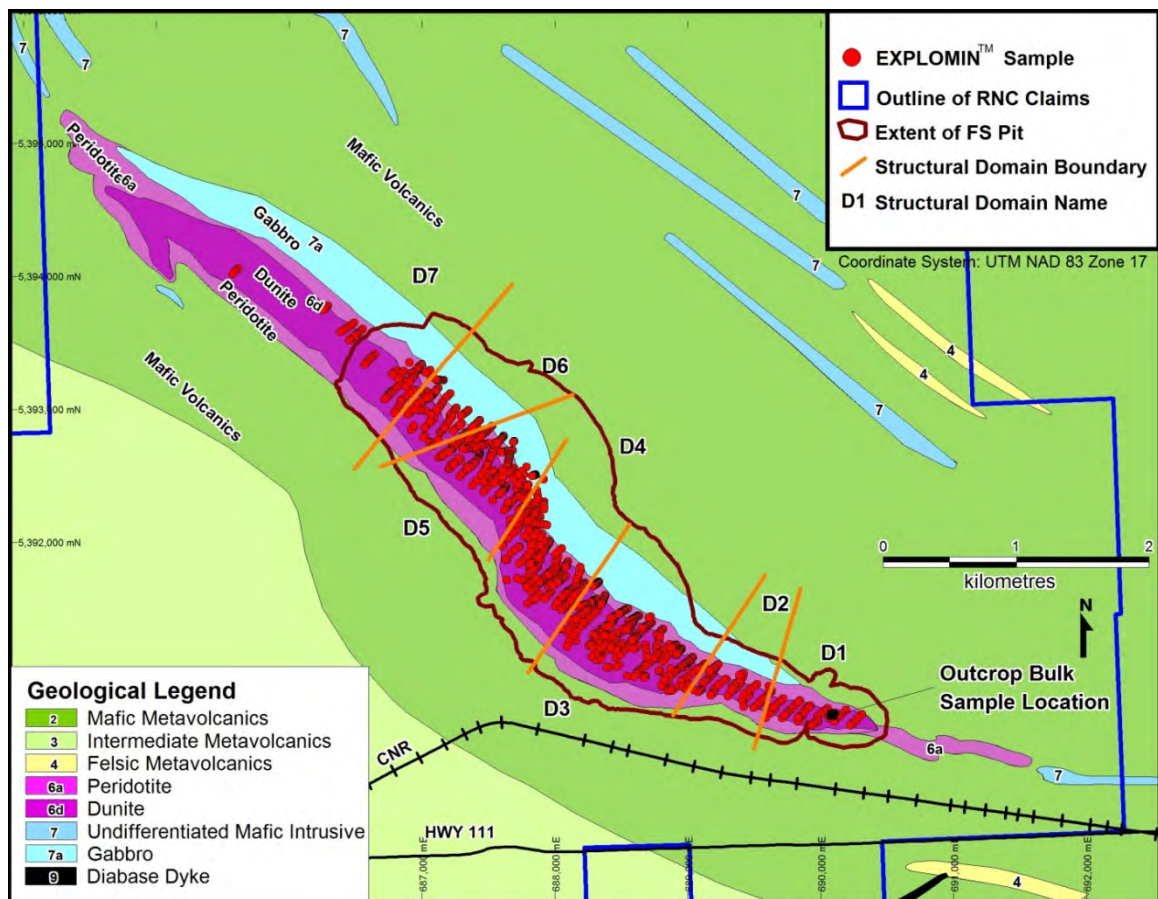 EXPLOMIN™ Sample
Outline of RNC Claims
Extent of FS Pit
Structural Domain Boundary
D1 Structural Domain Name
Coordinate System: UTM NAD 83 Zone 17
7
7
7
7
7
7
7
4
4
Mafic Volcanics
Peridotite
6a
Gabbro 7a
5,394,000 mN
Dunite 6d
Peridotite
D7
D6
Mafic Volcanics
5,393,000 mN
D4
D5
5,392,000 mN
0 1 2
kilometres
N
D2
D1
Outcrop Bulk
Sample Location
D3
6a
7
CNR
HWY 111
687,000 mE
688,000 mE
690,000 mE
691,000 mE
692,000 mE
4
Geological Legend
2 Mafic Metavolcanics
3 Intermediate Metavolcanics
4 Felsic Metavolcanics
6a Peridotite
6d Dunite
7 Undifferentiated Mafic Intrusive
7a Gabbro
9 Diabase Dyke